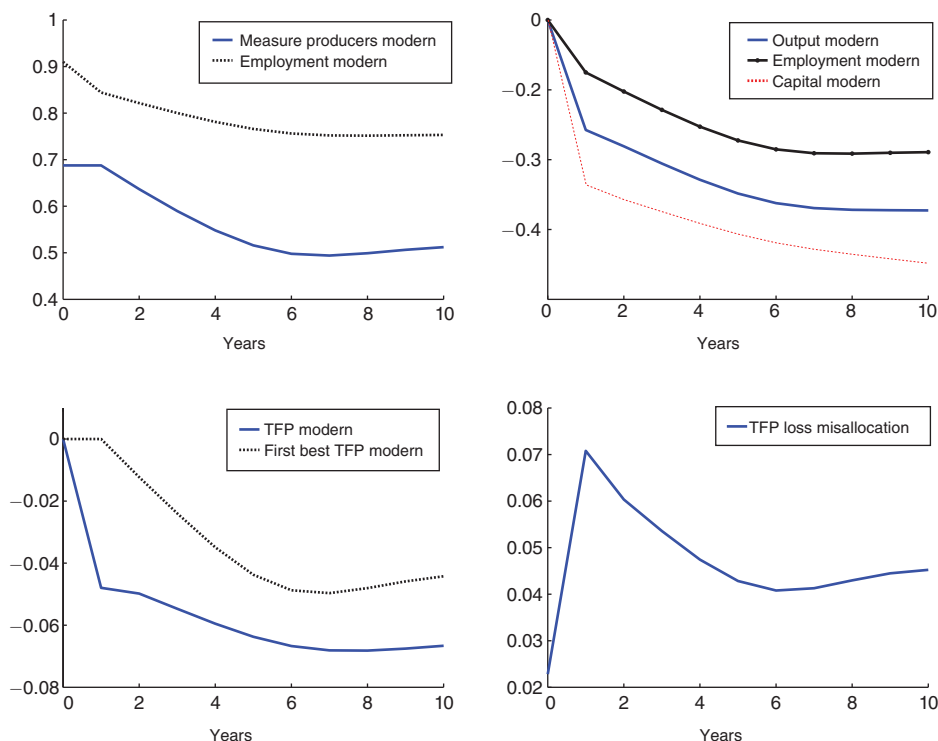 1
0.9
0.8
0.7
0.6
0.5
0.4
0 2 4 6 8 10
Years
Measure producers modern
Employment modern
0
−0.2
−0.3
−0.4
0 2 4 6 8 10
Years
Output modern
Employment modern
Capital modern
0
−0.02
−0.04
−0.06
−0.08
0 2 4 6 8 10
Years
TFP modern
First best TFP modern
0.08
0.07
0.06
0.05
0.04
0.03
0.02
0 2 4 6 8 10
Years
TFP loss misallocation